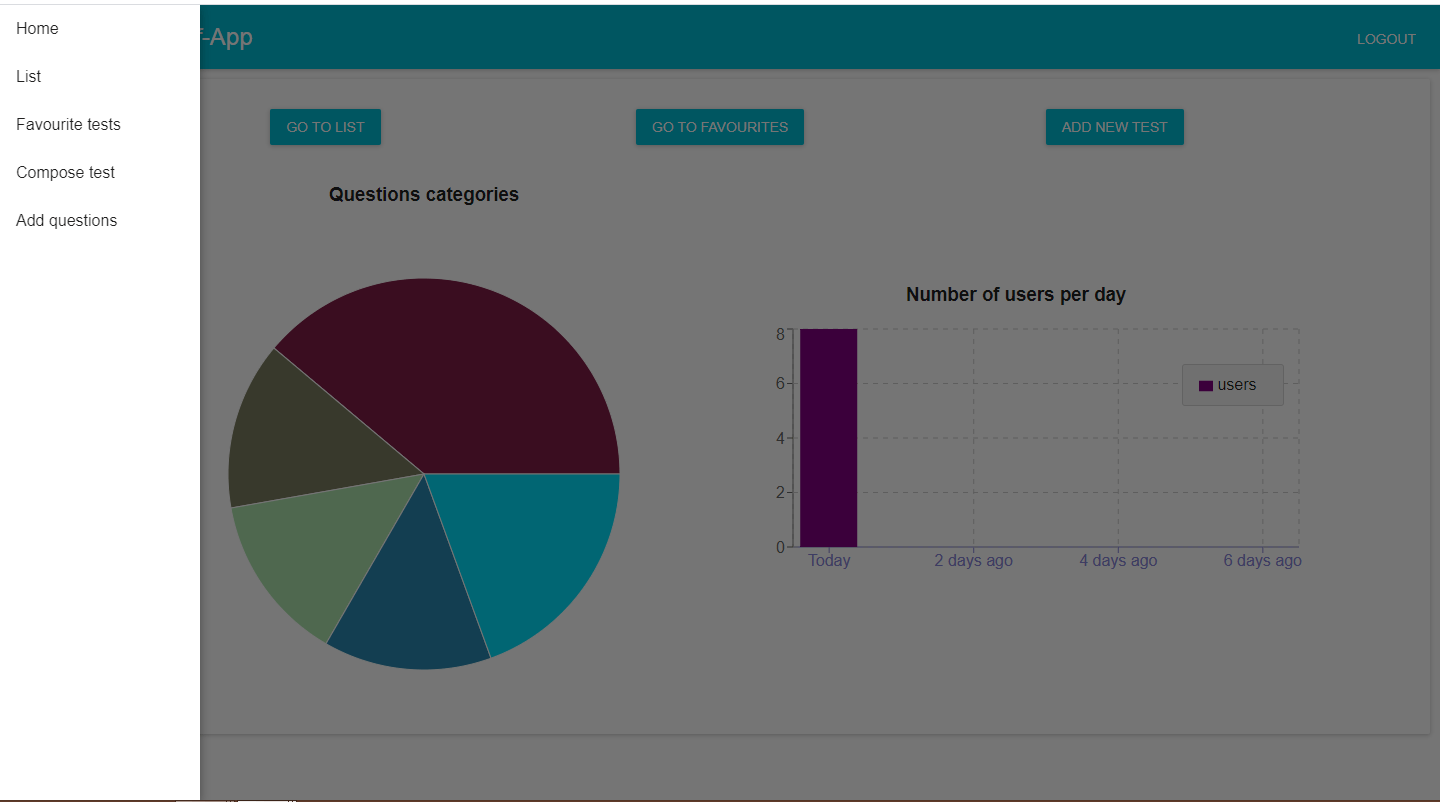 Home
List
Favourite tests
Compose test
Add questions
-App
LOGOUT
GO TO LIST
GO TO FAVOURITES
ADD NEW TEST
Questions categories
Number of users per day
8
6
4
2
0
users
Today
2 days ago
4 days ago
6 days ago